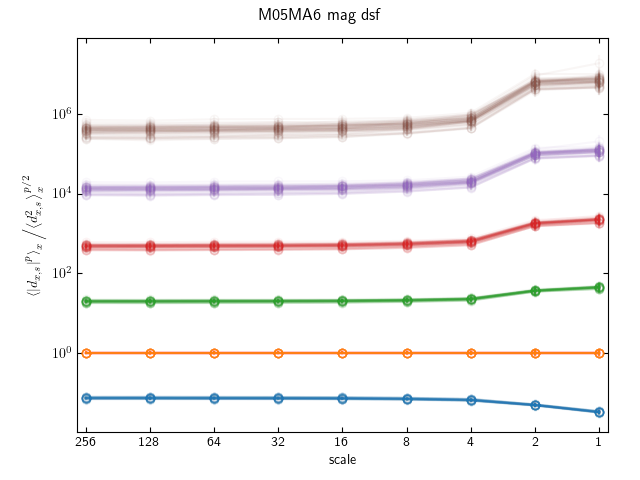 M05MA6 mag dsf
⟨|d_{x,s}|^p⟩_x / ⟨d_{x,s}^2⟩_x^{p/2}
10^6
10^4
10^2
10^0
256 128 64 32 16 8 4 2 1
scale